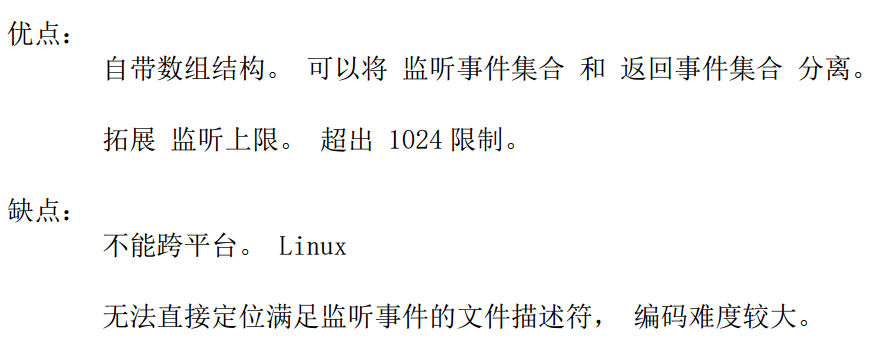 优点：
自带数组结构。 可以将 监听事件集合 和 返回事件集合 分离。
拓展 监听上限。 超出 1024 限制。
缺点：
不能跨平台。 Linux
无法直接定位满足监听事件的文件描述符， 编码难度较大。